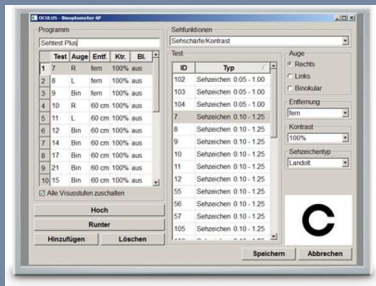 OCULUS - Binoptometer 4P
Programm
Sehtest Plus
Test Auge Entf. Ktr. Bl.
1 7 R fern 100% aus
2 8 L fern 100% aus
3 9 Bin fern 100% aus
4 10 R 60 cm 100% aus
5 11 L 60 cm 100% aus
6 12 Bin 60 cm 100% aus
7 14 Bin 60 cm 100% aus
8 17 Bin 60 cm 100% aus
9 21 Bin 60 cm 100% aus
10 15 Bin 60 cm 100% aus
Alle Visusstufen zuschalten
Hoch
Runter
Hinzufügen Löschen
Sehfunktionen
Sehschärfe/Kontrast
Test
ID Typ
102 Sehzeichen 0.05 - 1.00
103 Sehzeichen 0.05 - 1.00
104 Sehzeichen 0.05 - 1.00
7 Sehzeichen 0.10 - 1.25
8 Sehzeichen 0.10 - 1.25
9 Sehzeichen 0.10 - 1.25
10 Sehzeichen 0.10 - 1.25
11 Sehzeichen 0.10 - 1.25
12 Sehzeichen 0.10 - 1.25
55 Sehzeichen 0.10 - 1.25
56 Sehzeichen 0.10 - 1.25
57 Sehzeichen 0.10 - 1.25
105 Sehzeichen 0.10 - 1.25
Auge
Rechts
Links
Binokular
Entfernung
fern
Kontrast
100%
Sehzeichentyp
Landolt
Speichern Abbrechen